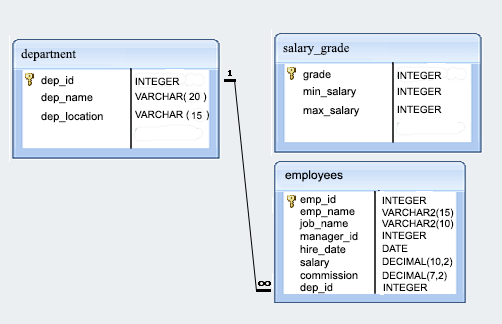 department
dep_id INTEGER
dep_name VARCHAR( 20 )
dep_location VARCHAR ( 15 )
1
∞
salary_grade
grade INTEGER
min_salary INTEGER
max_salary INTEGER
employees
emp_id INTEGER
emp_name VARCHAR2(15)
job_name VARCHAR2(10)
manager_id INTEGER
hire_date DATE
salary DECIMAL(10,2)
commission DECIMAL(7,2)
dep_id INTEGER